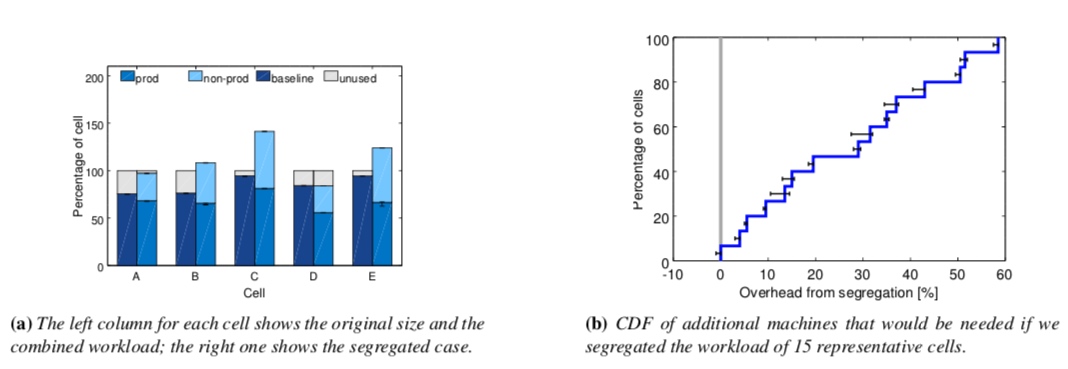 200
150
100
50
0
Percentage of cell
prod
non-prod
baseline
unused
A
B
C
D
E
Cell
(a) The left column for each cell shows the original size and the
combined workload; the right one shows the segregated case.
100
80
60
40
20
0
Percentage of cells
-10
0
10
20
30
40
50
60
Overhead from segregation [%]
(b) CDF of additional machines that would be needed if we
segregated the workload of 15 representative cells.